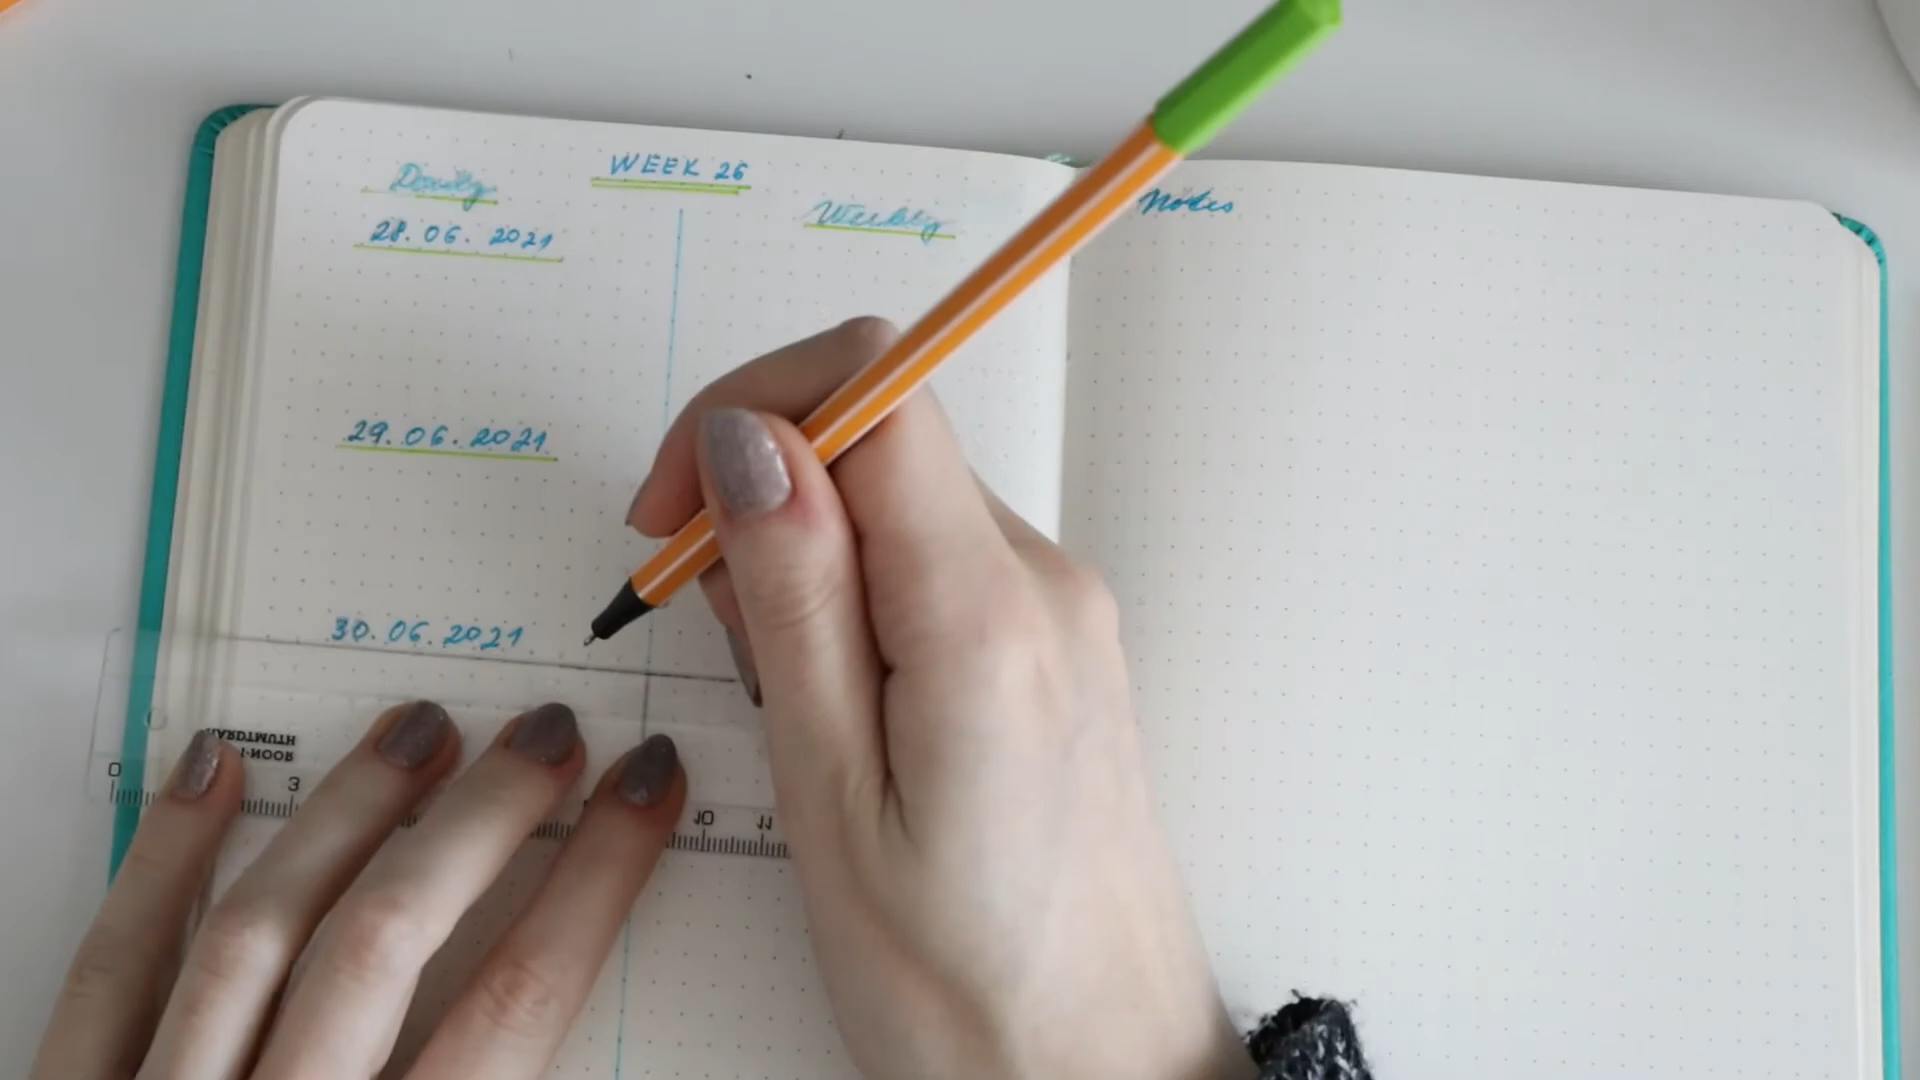 WEEK 26
Daily
Weekly
Notes
28. 06. 2021
29. 06. 2021
30. 06. 2021
HARDTMUTH
I-NOOR
0 3 10 11